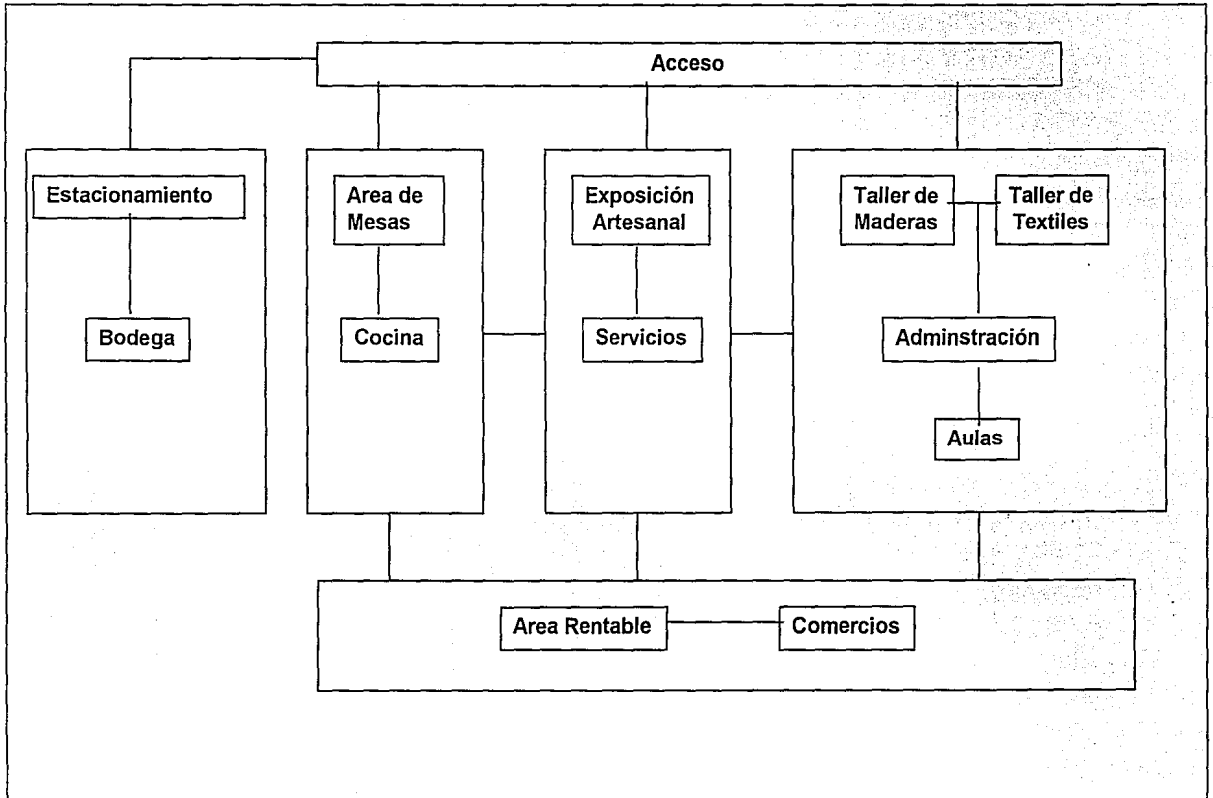 Acceso
Estacionamiento
Area de
Mesas
Exposición
Artesanal
Taller de
Maderas
Taller de
Textiles
Bodega
Cocina
Servicios
Adminstración
Aulas
Area Rentable
Comercios